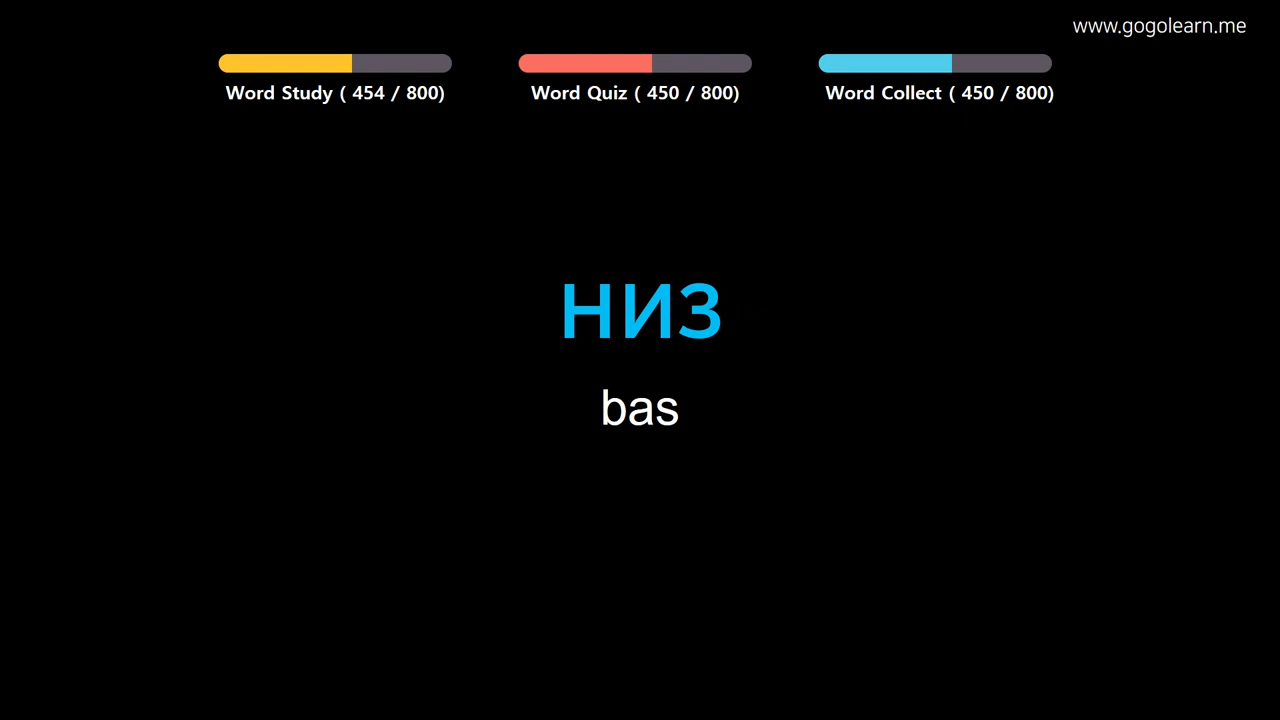 www.gogolearn.me
Word Study ( 454 / 800)
Word Quiz ( 450 / 800)
Word Collect ( 450 / 800)
низ
bas